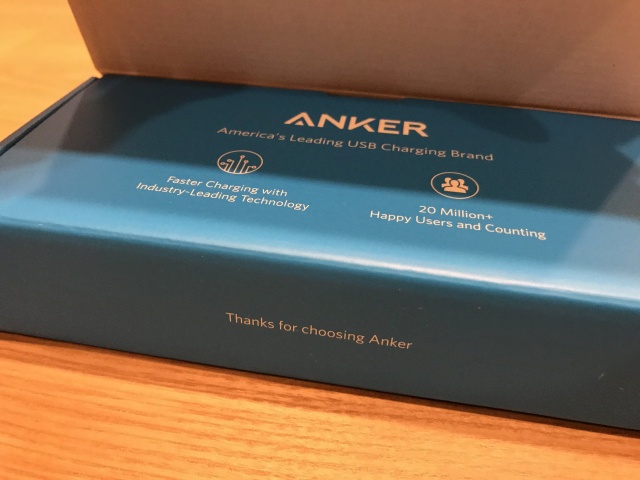 ANKER
America's Leading USB Charging Brand
Faster Charging with
Industry-Leading Technology
20 Million+
Happy Users and Counting
Thanks for choosing Anker